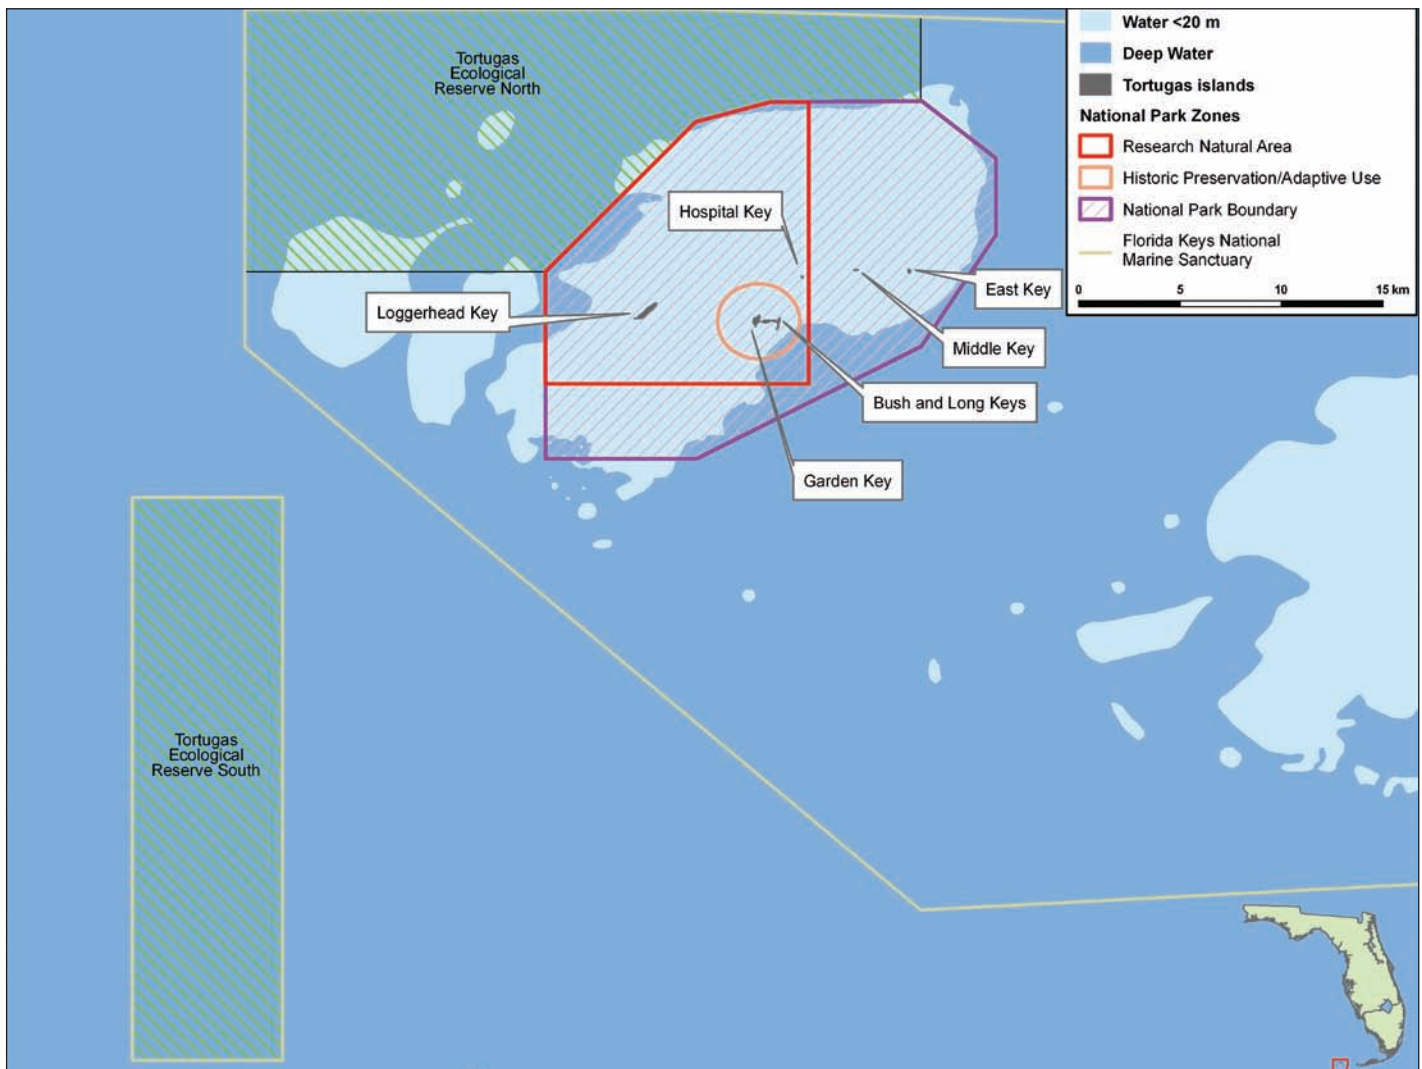 Tortugas
Ecological
Reserve North
Water <20 m
Deep Water
Tortugas islands
National Park Zones
Research Natural Area
Historic Preservation/Adaptive Use
National Park Boundary
Florida Keys National
Marine Sanctuary
0 5 10 15 km
Hospital Key
Loggerhead Key
East Key
Middle Key
Bush and Long Keys
Garden Key
Tortugas
Ecological
Reserve South